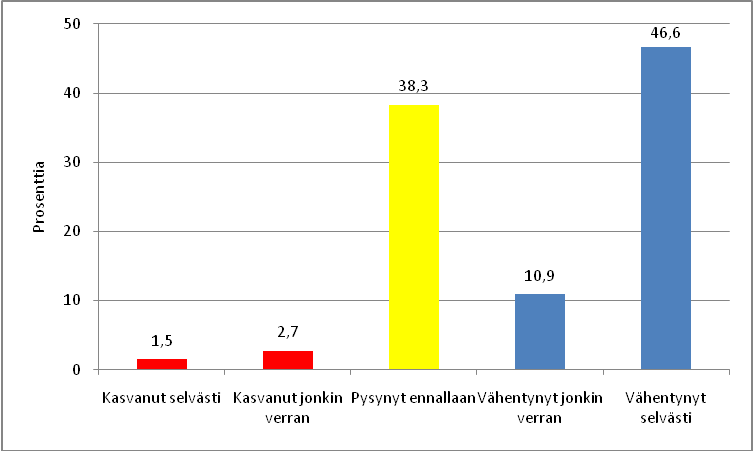 50
40
30
20
10
0
Prosenttia
1,5
2,7
38,3
10,9
46,6
Kasvanut selvästi
Kasvanut jonkin
verran
Pysynyt ennallaan
Vähentynyt jonkin
verran
Vähentynyt
selvästi